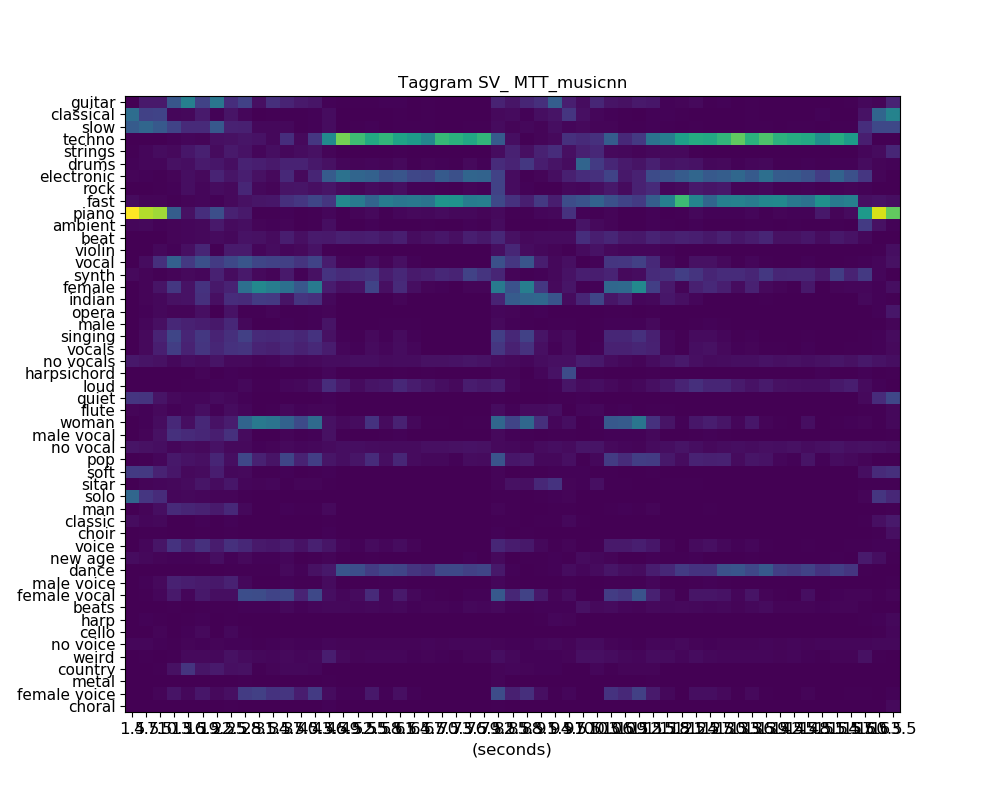 Taggram SV_ MTT_musicnn
guitar
classical
slow
techno
strings
drums
electronic
rock
fast
piano
ambient
beat
violin
vocal
synth
female
indian
opera
male
singing
vocals
no vocals
harpsichord
loud
quiet
flute
woman
male vocal
no vocal
pop
soft
sitar
solo
man
classic
choir
voice
new age
dance
male voice
female vocal
beats
harp
cello
no voice
weird
country
metal
female voice
choral
(seconds)